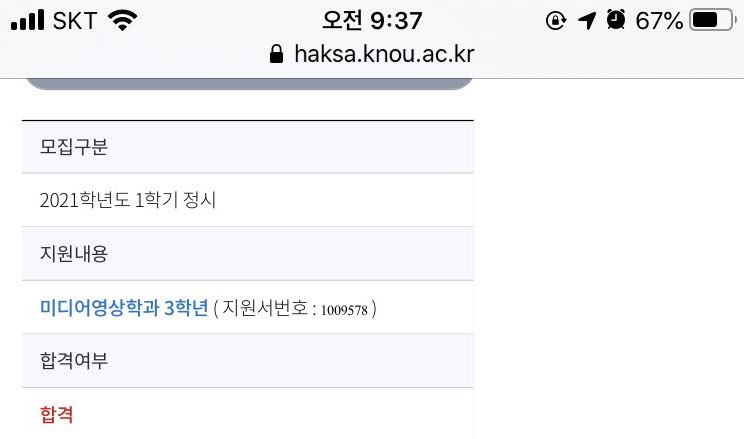 SKT 오전 9:37 67%
haksa.knou.ac.kr
모집구분
2021학년도 1학기 정시
지원내용
미디어영상학과 3학년 ( 지원서번호 : 1009578 )
합격여부
합격